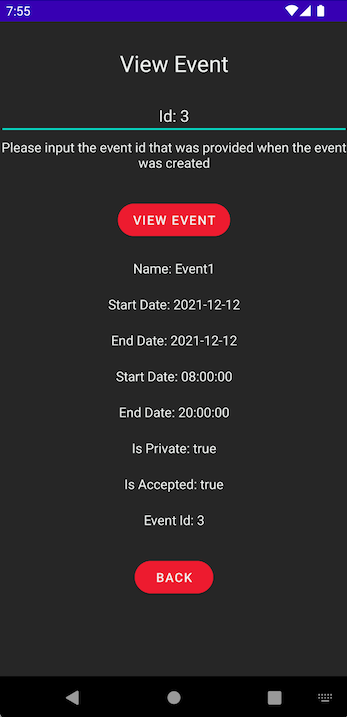 7:55
View Event
Id: 3
Please input the event id that was provided when the event
was created
VIEW EVENT
Name: Event1
Start Date: 2021-12-12
End Date: 2021-12-12
Start Date: 08:00:00
End Date: 20:00:00
Is Private: true
Is Accepted: true
Event Id: 3
BACK